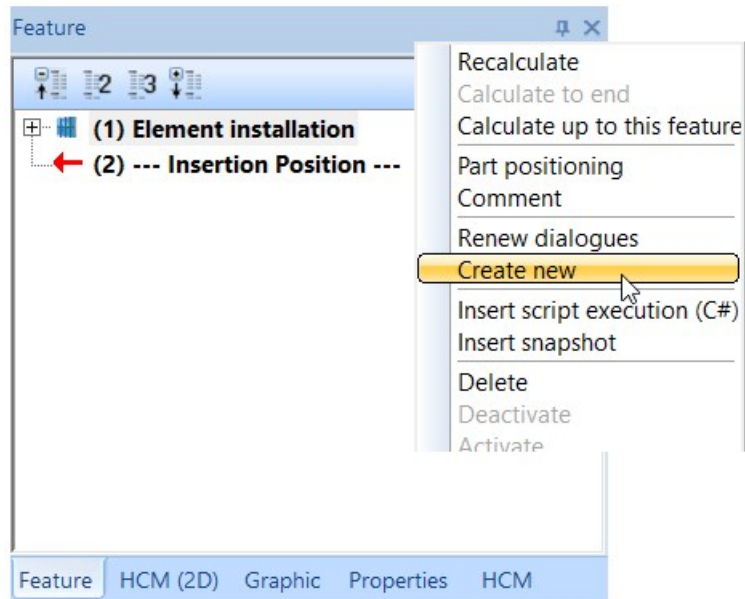 Feature
2 3
(1) Element installation
(2) --- Insertion Position ---
Recalculate
Calculate to end
Calculate up to this feature
Part positioning
Comment
Renew dialogues
Create new
Insert script execution (C#)
Insert snapshot
Delete
Deactivate
Activate
Feature HCM (2D) Graphic Properties HCM